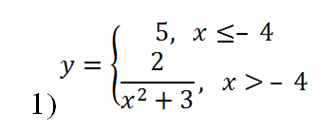 1) y = { 5, x ≤– 4
2/(x² + 3), x > – 4